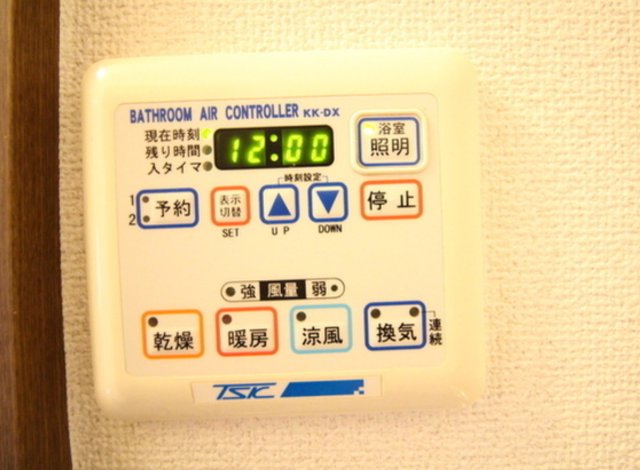 BATHROOM AIR CONTROLLER KK-DX
現在時刻
残り時間
入タイマ
12:00
浴室
照明
時刻設定
1
2
予約
表示
切替
SET
▲
UP
▼
DOWN
停止
強 風量 弱
乾燥
暖房
涼風
換気
連続
TSK